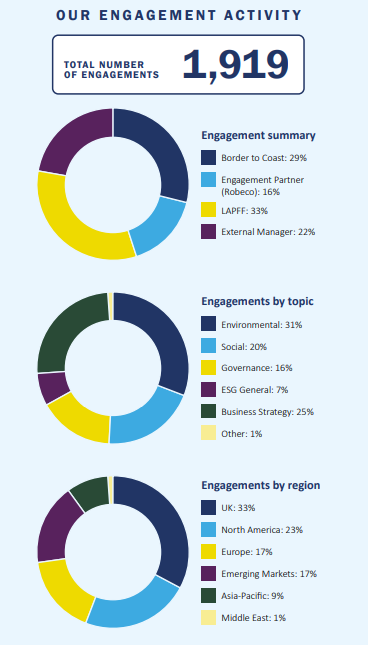 OUR ENGAGEMENT ACTIVITY
TOTAL NUMBER
OF ENGAGEMENTS
1,919
Engagement summary
Border to Coast: 29%
Engagement Partner
(Robeco): 16%
LAPFF: 33%
External Manager: 22%
Engagements by topic
Environmental: 31%
Social: 20%
Governance: 16%
ESG General: 7%
Business Strategy: 25%
Other: 1%
Engagements by region
UK: 33%
North America: 23%
Europe: 17%
Emerging Markets: 17%
Asia-Pacific: 9%
Middle East: 1%